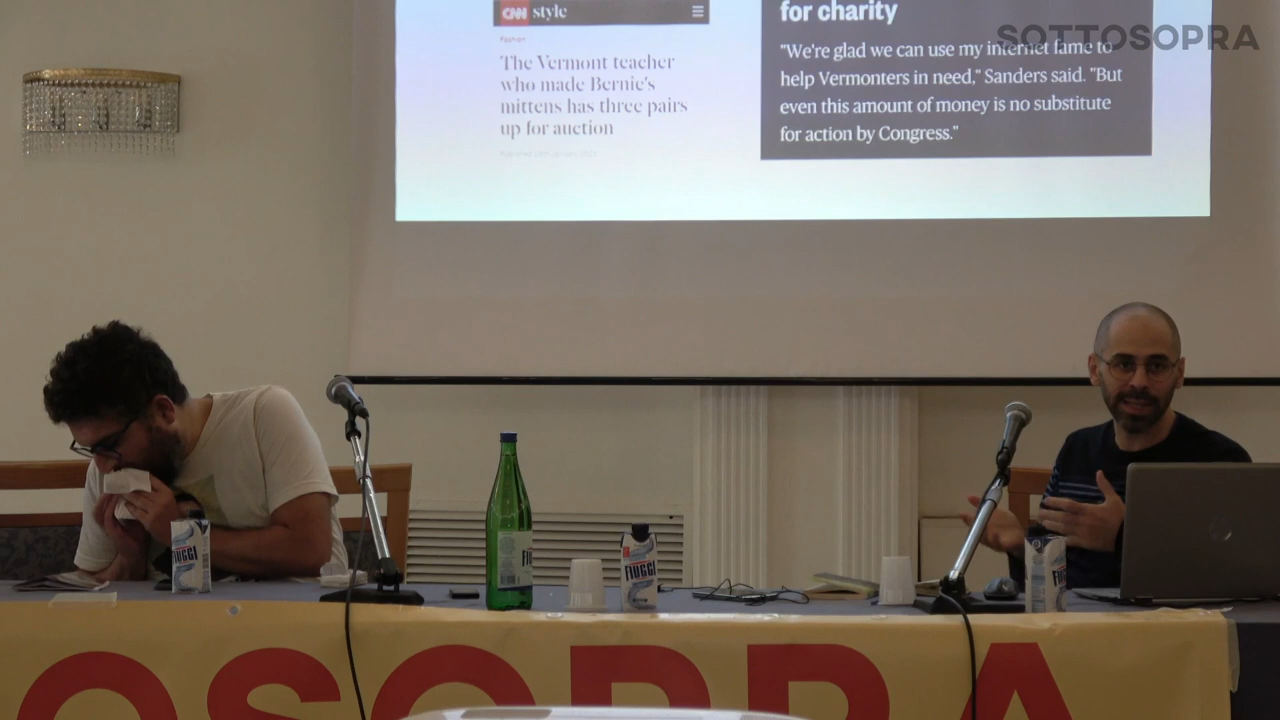 CNN style
for charity
SOTTOSOPRA
Fashion
The Vermont teacher
who made Bernie's
mittens has three pairs
up for auction
"We're glad we can use my internet fame to
help Vermonters in need," Sanders said. "But
even this amount of money is no substitute
for action by Congress."
FIUGGI
FIUGGI
OSOPRA